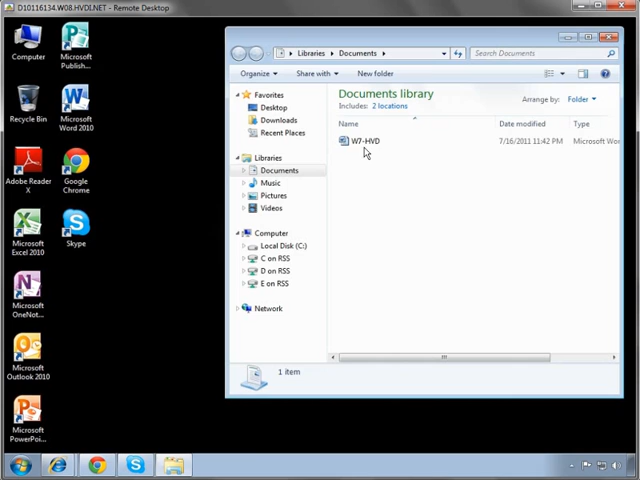 D10116134.W08.HVDI.NET - Remote Desktop
Libraries
Documents
Search Documents
Organize
Share with
New folder
Favorites
Desktop
Downloads
Recent Places
Libraries
Documents
Music
Pictures
Videos
Computer
Local Disk (C:)
C on RSS
D on RSS
E on RSS
Network
Documents library
Includes: 2 locations
Arrange by: Folder
Name
Date modified
Type
W7-HVD
7/16/2011 11:42 PM
Microsoft Wor
1 item
Computer
Microsoft
Publish...
Recycle Bin
Microsoft
Word 2010
Adobe Reader
X
Google
Chrome
Microsoft
Excel 2010
Skype
Microsoft
OneNot...
Microsoft
Outlook 2010
Microsoft
PowerPoi...